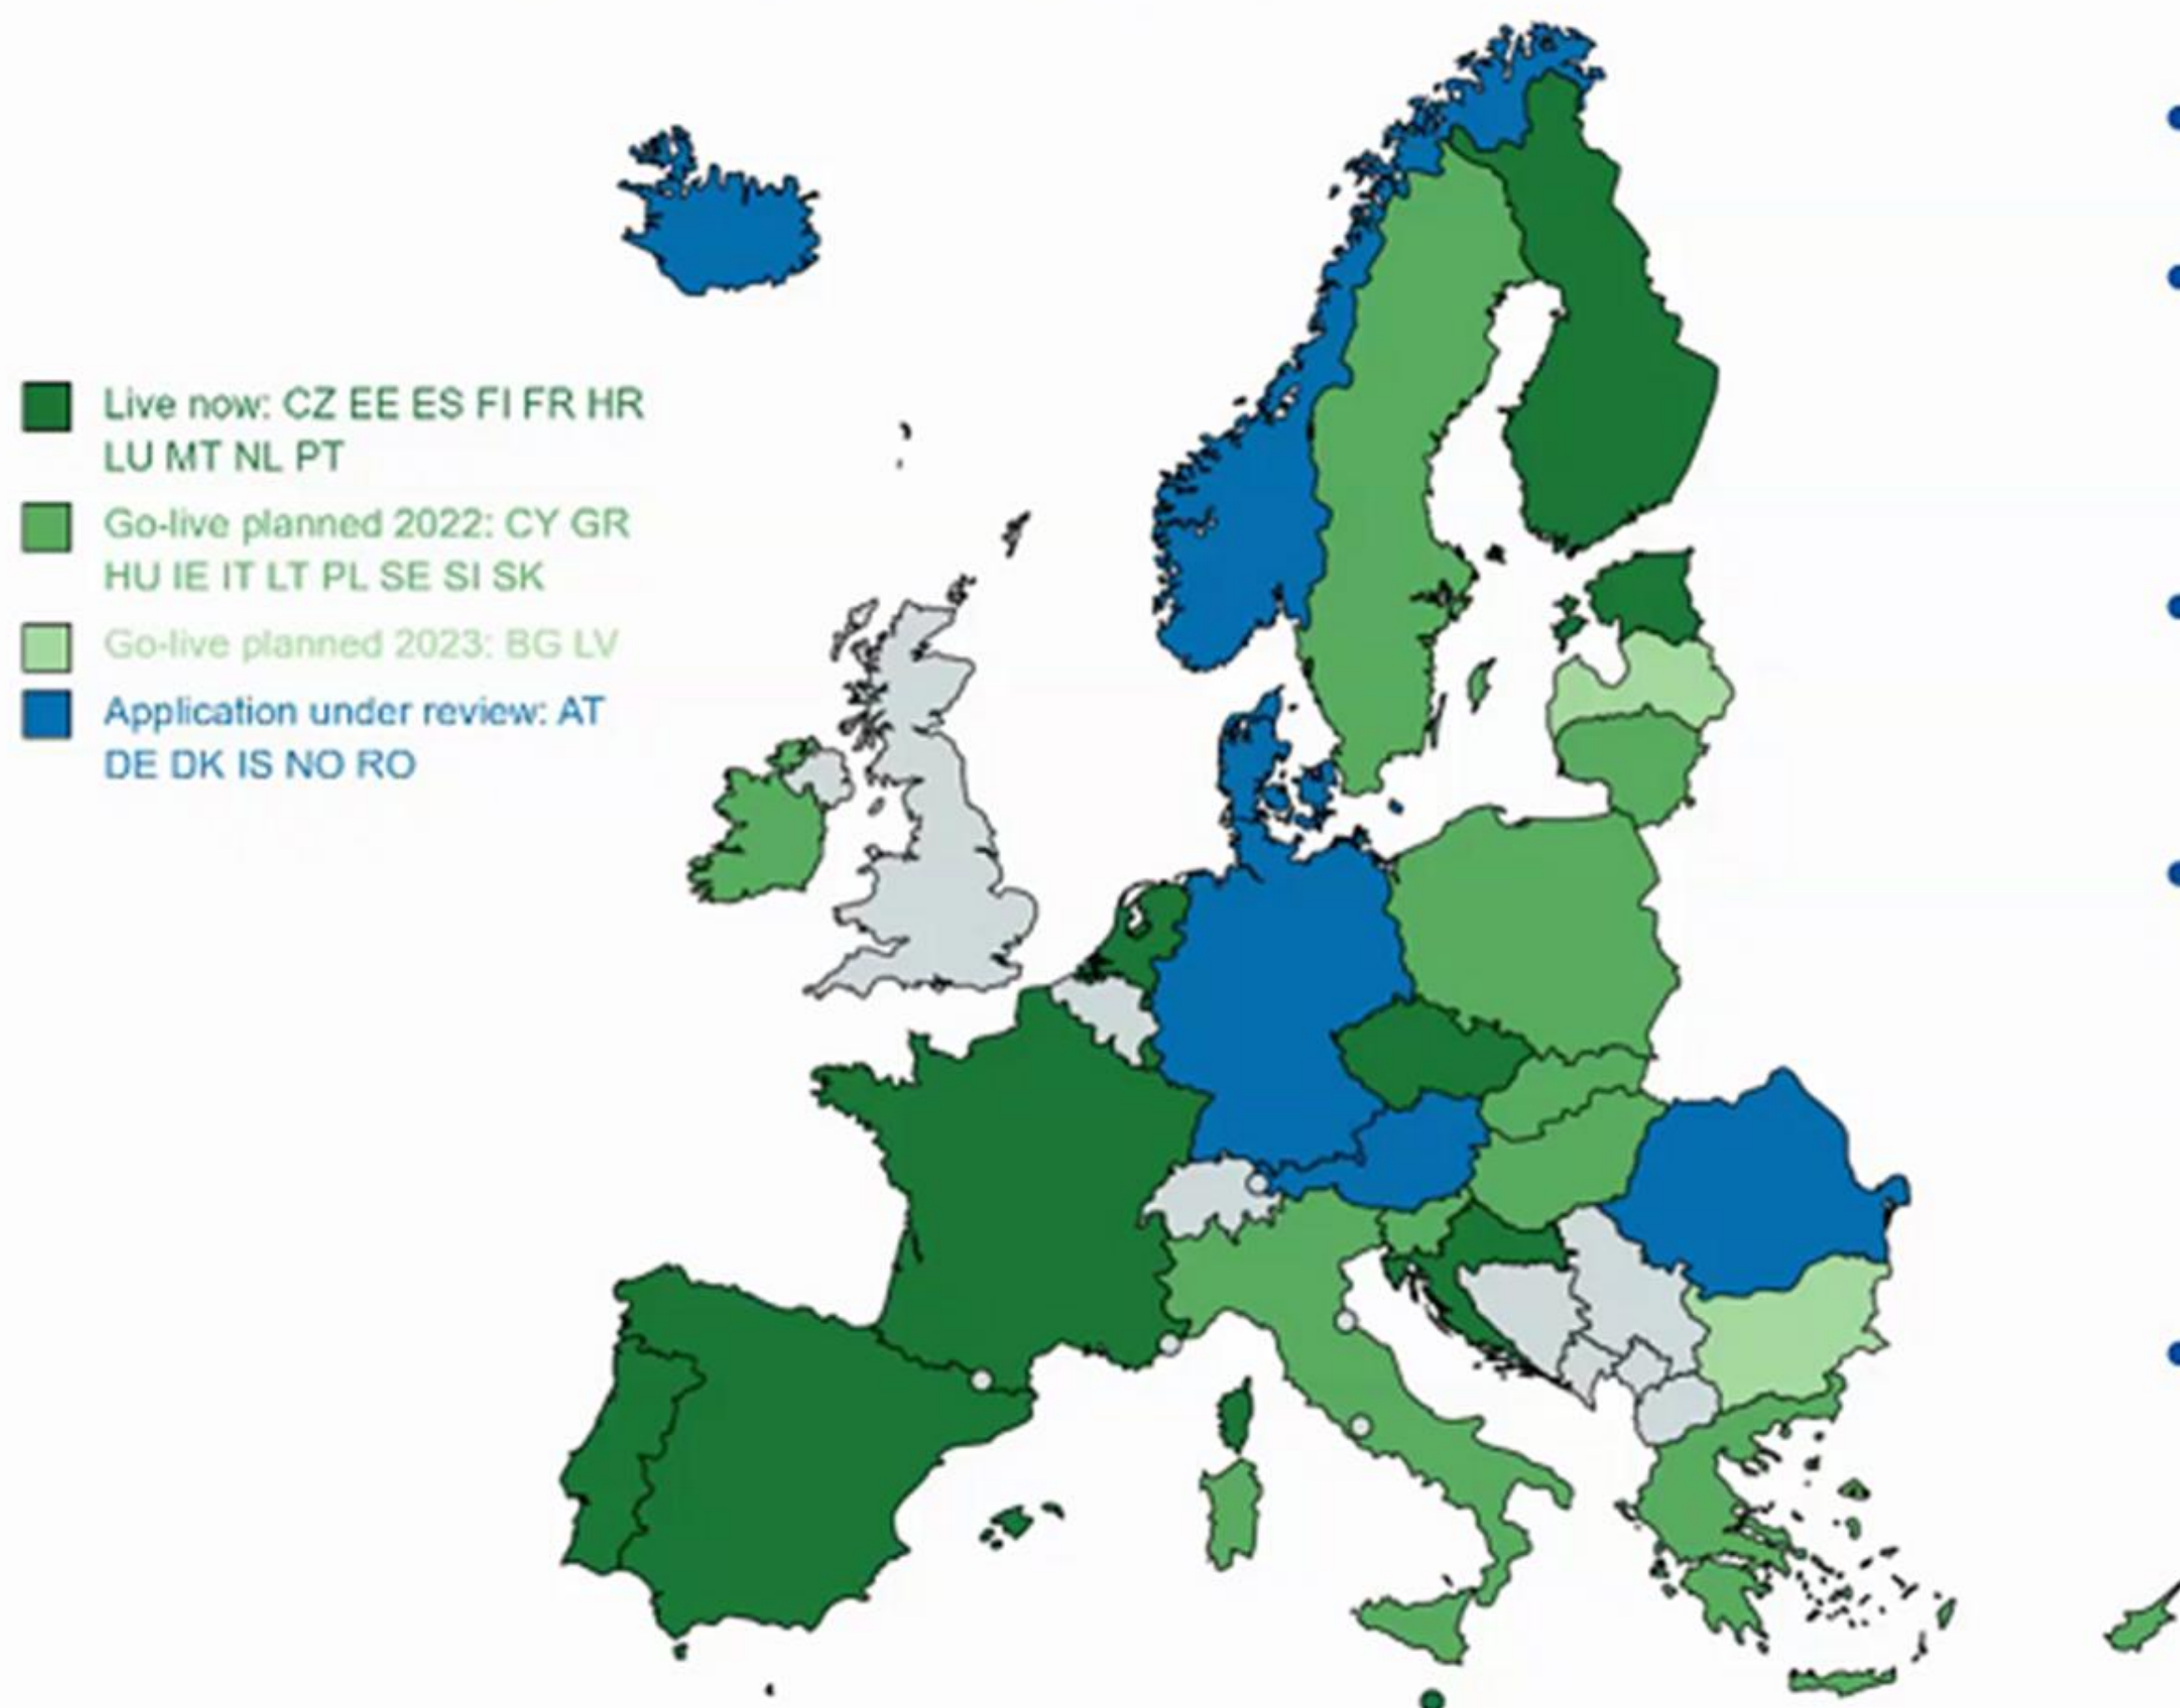 Live now: CZ EE ES FI FR HR
LU MT NL PT
Go-live planned 2022: CY GR
HU IE IT LT PL SE SI SK
Go-live planned 2023: BG LV
Application under review: AT
DE DK IS NO RO